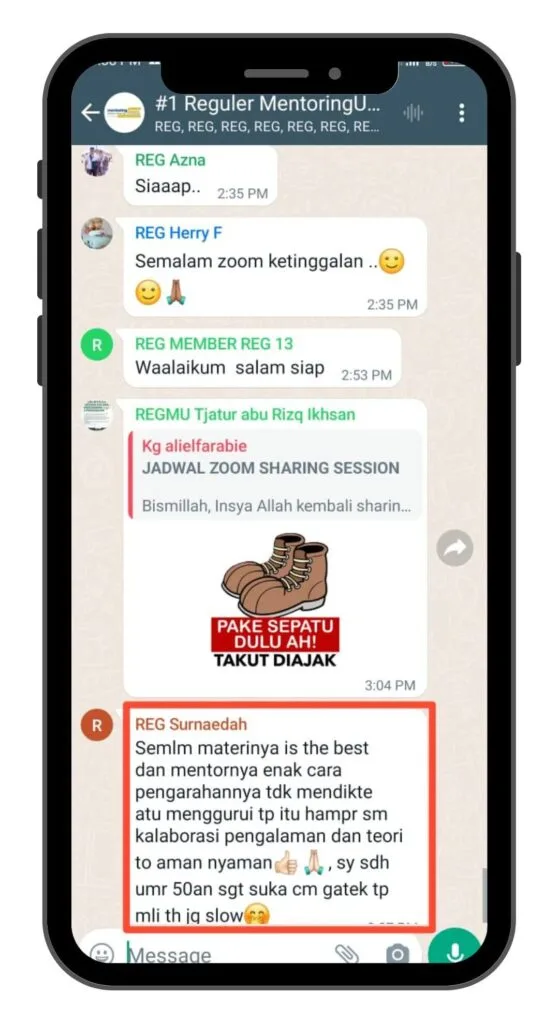 #1 Reguler MentoringU...
REG, REG, REG, REG, REG, REG, RE...
REG Azna
Siaaap..
2:35 PM
REG Herry F
Semalam zoom ketinggalan ..🙂
🙂🙏🏽
2:35 PM
R
REG MEMBER REG 13
Waalaikum salam siap
2:53 PM
REGMU Tjatur abu Rizq Ikhsan
Kg alielfarabie
JADWAL ZOOM SHARING SESSION
Bismillah, Insya Allah kembali sharin...
PAKE SEPATU
DULU AH!
TAKUT DIAJAK
3:04 PM
R
REG Surnaedah
Semlm materinya is the best
dan mentornya enak cara
pengarahannya tdk mendikte
atu menggurui tp itu hampr sm
kalaborasi pengalaman dan teori
to aman nyaman👍🏻🙏🏻, sy sdh
umr 50an sgt suka cm gatek tp
mli th jg slow🤗
Message